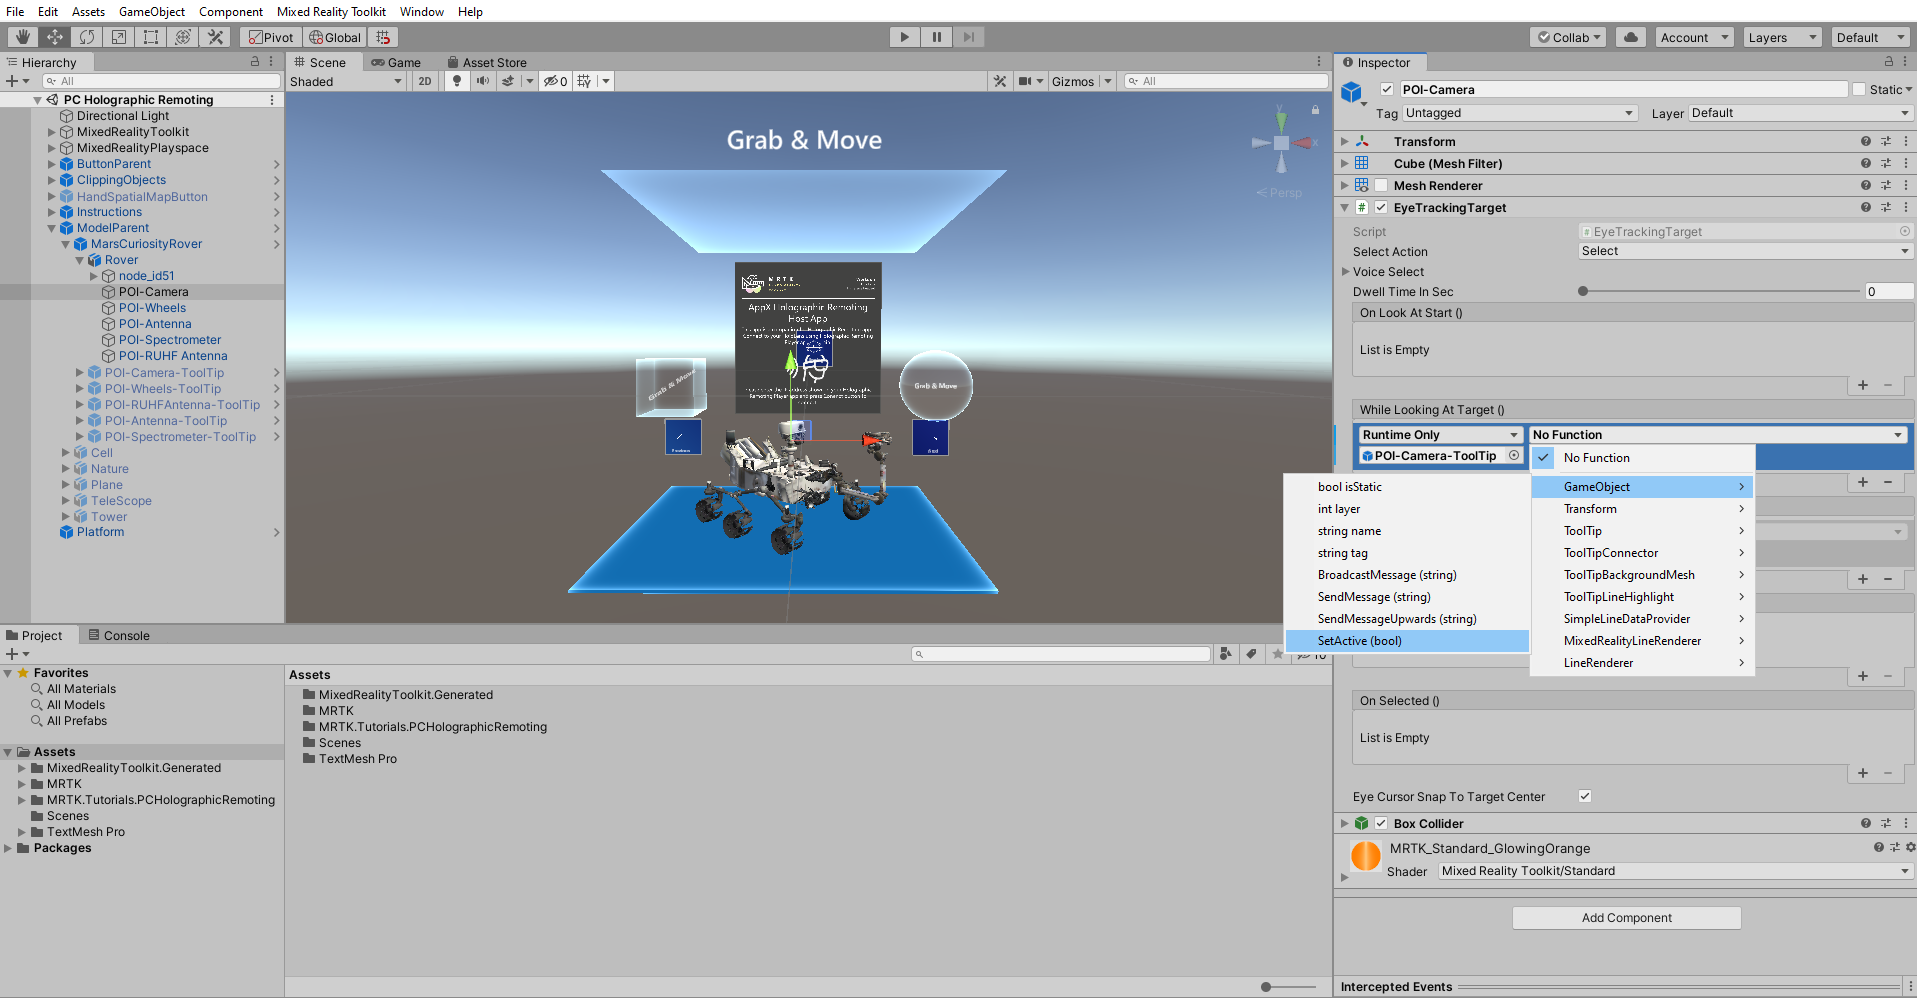 File Edit Assets GameObject Component Mixed Reality Toolkit Window Help
Pivot Global Collab Account Layers Default
Hierarchy
All
PC Holographic Remoting
Directional Light
MixedRealityToolkit
MixedRealityPlayspace
ButtonParent
ClippingObjects
HandSpatialMapButton
Instructions
ModelParent
MarsCuriosityRover
Rover
node_id51
POI-Camera
POI-Wheels
POI-Antenna
POI-Spectrometer
POI-RUHF Antenna
POI-Camera-ToolTip
POI-Wheels-ToolTip
POI-RUHFAntenna-ToolTip
POI-Antenna-ToolTip
POI-Spectrometer-ToolTip
Cell
Nature
Plane
TeleScope
Tower
Platform
Scene Game Asset Store
Shaded 2D 0 Gizmos All
Grab & Move
y
x
Persp
MRTK
AppX Holographic Remoting
Host App
Grab & Move
Grab & Move
Inspector
POI-Camera Static
Tag Untagged Layer Default
Transform
Cube (Mesh Filter)
Mesh Renderer
EyeTrackingTarget
Script EyeTrackingTarget
Select Action Select
Voice Select
Dwell Time In Sec 0
On Look At Start ()
List is Empty
While Looking At Target ()
Runtime Only No Function
POI-Camera-ToolTip
No Function
GameObject
Transform
ToolTip
ToolTipConnector
ToolTipBackgroundMesh
ToolTipLineHighlight
SimpleLineDataProvider
MixedRealityLineRenderer
LineRenderer
bool isStatic
int layer
string name
string tag
BroadcastMessage (string)
SendMessage (string)
SendMessageUpwards (string)
SetActive (bool)
On Selected ()
List is Empty
Eye Cursor Snap To Target Center
Box Collider
MRTK_Standard_GlowingOrange
Shader Mixed Reality Toolkit/Standard
Add Component
Intercepted Events
Project Console
Favorites
All Materials
All Models
All Prefabs
Assets
MixedRealityToolkit.Generated
MRTK
MRTK.Tutorials.PCHolographicRemoting
Scenes
TextMesh Pro
Packages
Assets
MixedRealityToolkit.Generated
MRTK
MRTK.Tutorials.PCHolographicRemoting
Scenes
TextMesh Pro